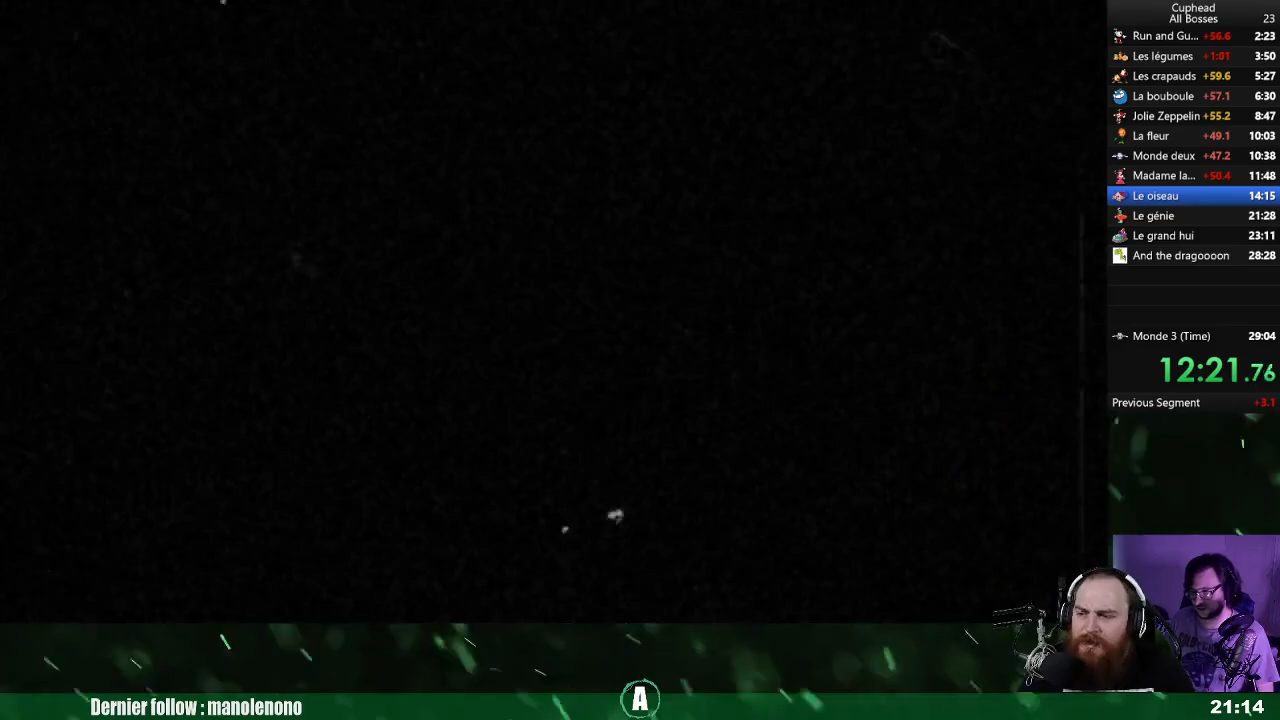 Cuphead
All Bosses 23
Run and Gu... +56.6 2:23
Les légumes +1:01 3:50
Les crapauds +59.6 5:27
La bouboule +57.1 6:30
Jolie Zeppelin +55.2 8:47
La fleur +49.1 10:03
Monde deux +47.2 10:38
Madame la... +50.4 11:48
Le oiseau 14:15
Le génie 21:28
Le grand hui 23:11
And the dragoooon 28:28
Monde 3 (Time) 29:04
12:21.76
Previous Segment +3.1
Dernier follow : manolenono
A
21:14